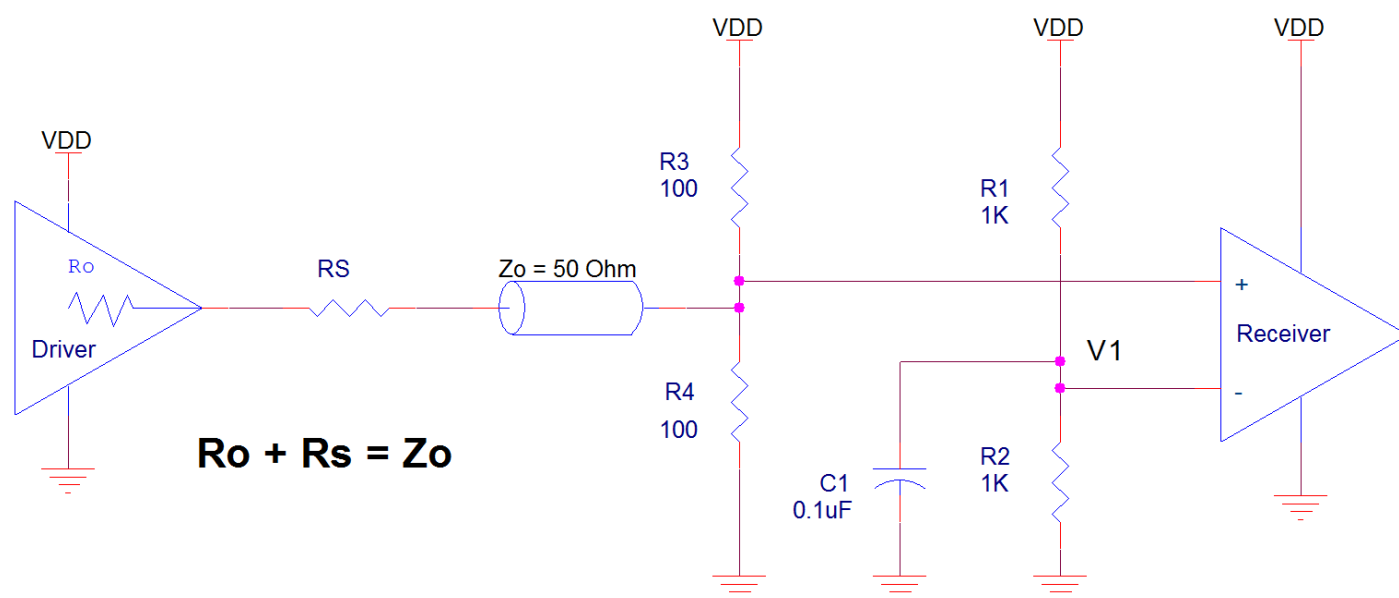 VDD
VDD
VDD
VDD
R3
100
R1
1K
Ro
RS
Zo = 50 Ohm
+
Driver
Receiver
V1
R4
100
-
Ro + Rs = Zo
R2
1K
C1
0.1uF